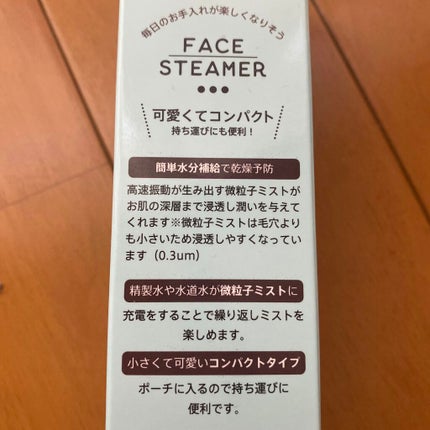 毎日のお手入れが楽しくなりそう
FACE
STEAMER
可愛くてコンパクト
持ち運びにも便利！
簡単水分補給で乾燥予防
高速振動が生み出す微粒子ミストが
お肌の深層まで浸透し潤いを与えて
くれます※微粒子ミストは毛穴より
も小さいため浸透しやすくなってい
ます（0.3um）
精製水や水道水が微粒子ミストに
充電をすることで繰り返しミストを
楽しめます。
小さくて可愛いコンパクトタイプ
ポーチに入るので持ち運びに
便利です。